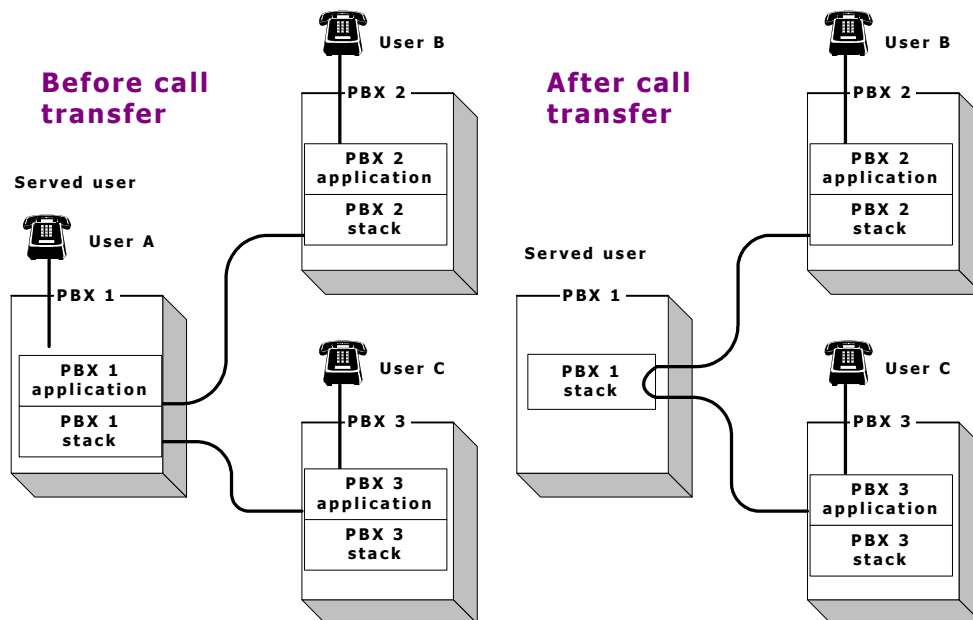 Before call
transfer
User B
PBX 2
PBX 2
application
PBX 2
stack
Served user
User A
PBX 1
PBX 1
application
PBX 1
stack
User C
PBX 3
PBX 3
application
PBX 3
stack
After call
transfer
User B
PBX 2
PBX 2
application
PBX 2
stack
Served user
PBX 1
PBX 1
stack
User C
PBX 3
PBX 3
application
PBX 3
stack